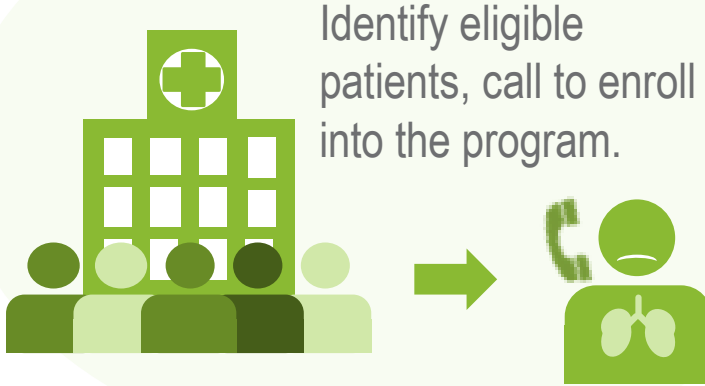 Identify eligible
patients, call to enroll
into the program.